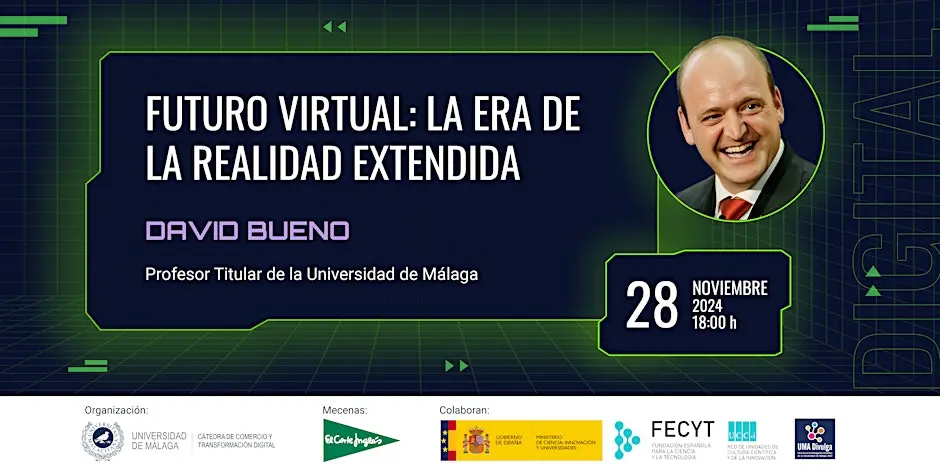 FUTURO VIRTUAL: LA ERA DE
LA REALIDAD EXTENDIDA
DAVID BUENO
Profesor Titular de la Universidad de Málaga
28
NOVIEMBRE
2024
18:00 h
DIGITAL
Organización:
UNIVERSIDAD
DE MÁLAGA
CÁTEDRA DE COMERCIO Y
TRANSFORMACIÓN DIGITAL
Mecenas:
El Corte Inglés
Colaboran:
GOBIERNO
DE ESPAÑA
MINISTERIO
DE CIENCIA, INNOVACIÓN
Y UNIVERSIDADES
FECYT
FUNDACIÓN ESPAÑOLA
PARA LA CIENCIA
Y LA TECNOLOGÍA
UCC+i
RED DE UNIDADES DE
CULTURA CIENTÍFICA
Y DE LA INNOVACIÓN
UMA Divulga